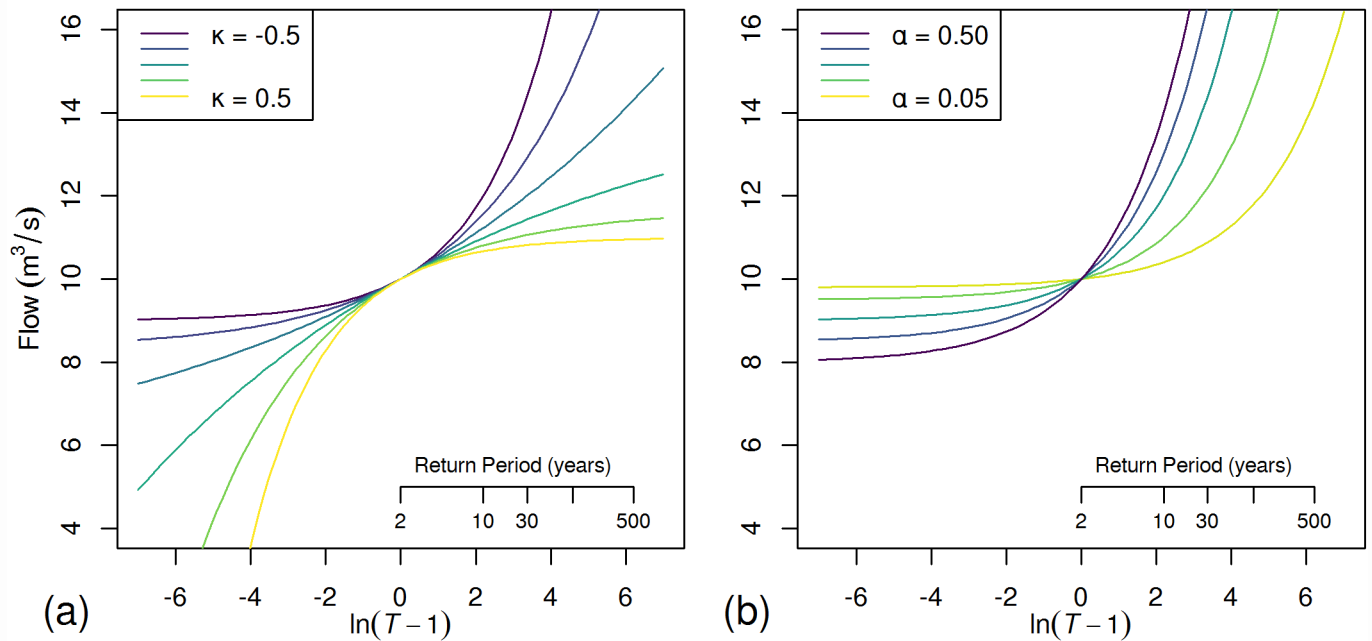 κ = -0.5
κ = 0.5
16
14
12
10
8
6
4
Flow (m³/s)
Return Period (years)
2 10 30 500
-6 -4 -2 0 2 4 6
ln(T − 1)
(a)
α = 0.50
α = 0.05
16
14
12
10
8
6
4
Return Period (years)
2 10 30 500
-6 -4 -2 0 2 4 6
ln(T − 1)
(b)